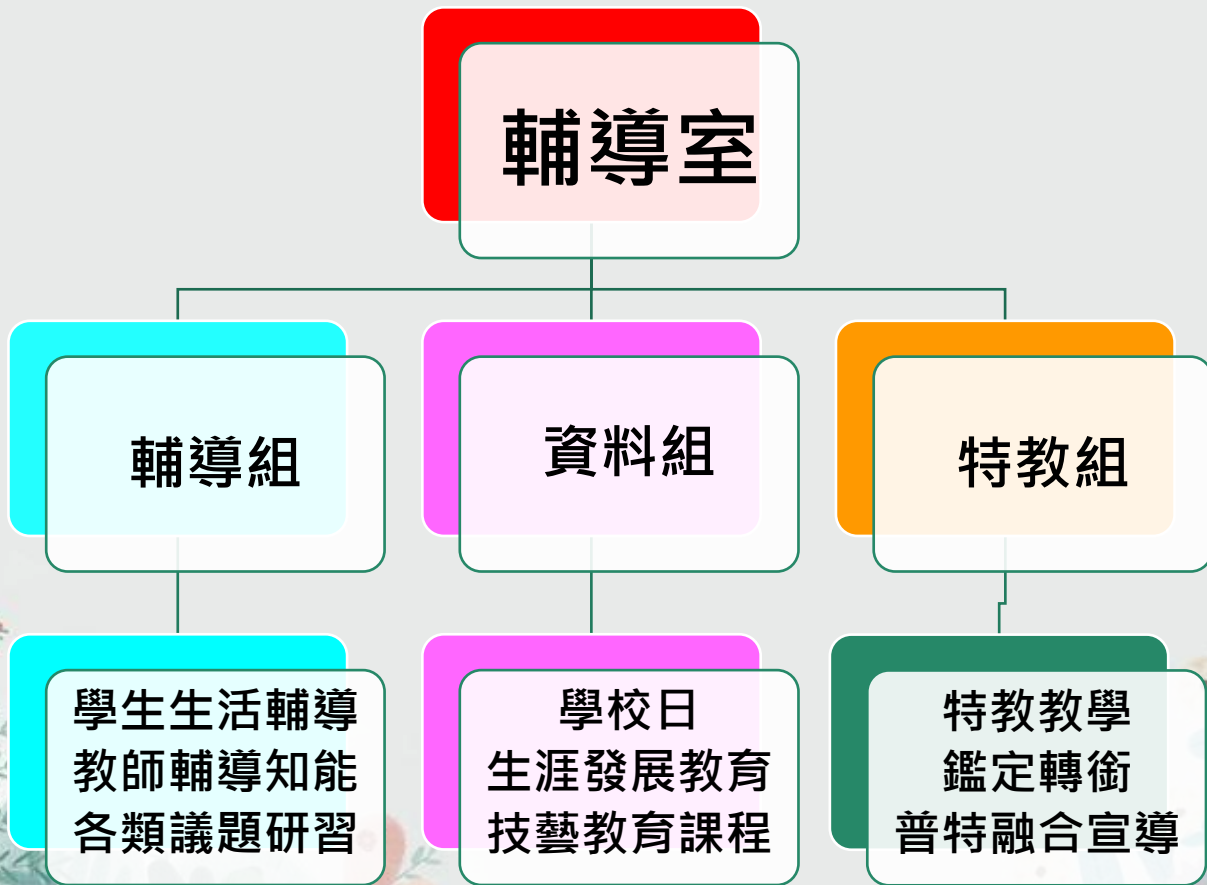 輔導室
輔導組
資料組
特教組
學生生活輔導
教師輔導知能
各類議題研習
學校日
生涯發展教育
技藝教育課程
特教教學
鑑定轉銜
普特融合宣導